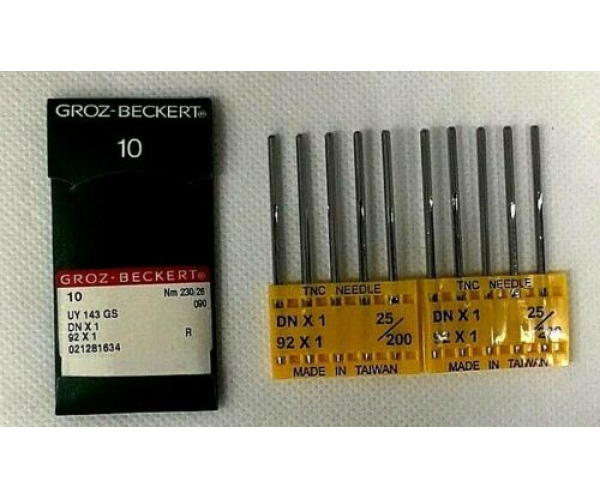 GROZ-BECKERT®
10
GROZ-BECKERT®
10 Nm 230/26
090
UY 143 GS
DN X 1
92 X 1 R
021281634
TNC NEEDLE
DN X 1 25/200
92 X 1
MADE IN TAIWAN
TNC NEEDLE
DN X 1 25/200
92 X 1
MADE IN TAIWAN